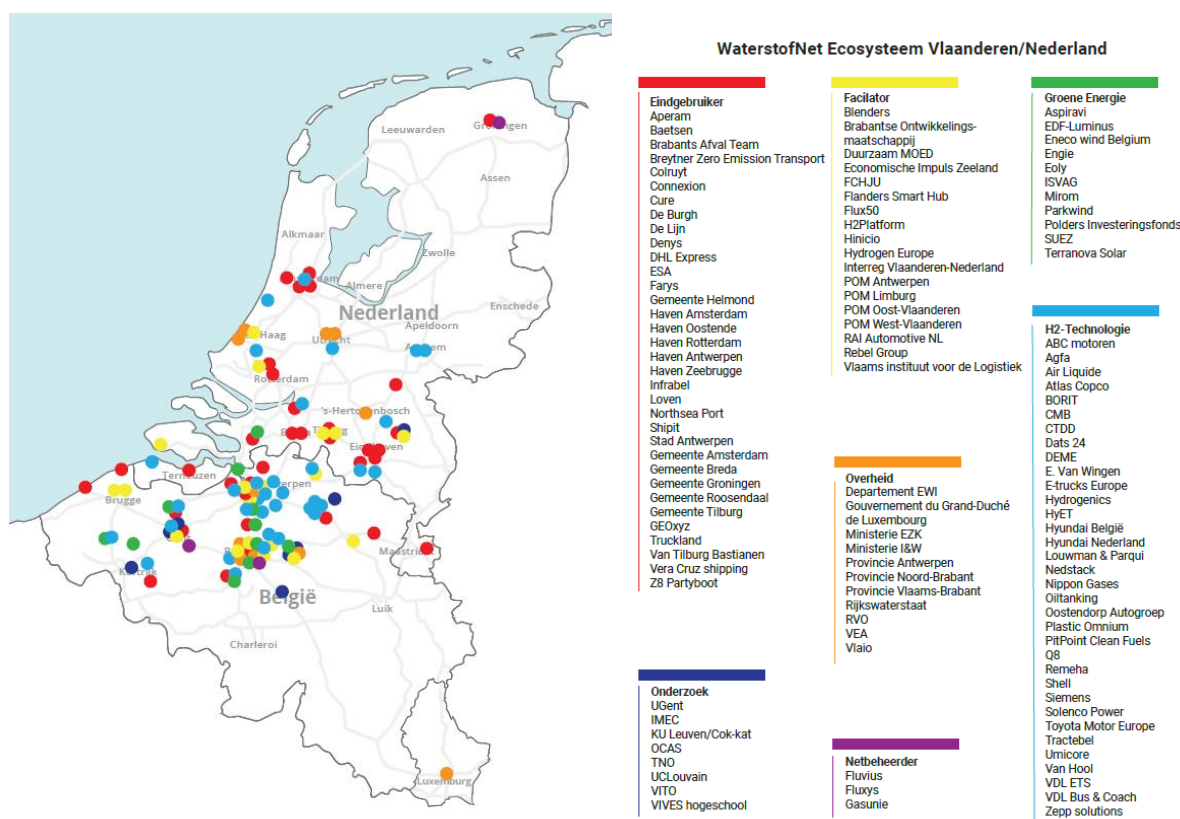 WaterstofNet Ecosysteem Vlaanderen/Nederland
Eindgebruiker
Aperam
Baetsen
Brabants Afval Team
Breytner Zero Emission Transport
Colruyt
Connexion
Cure
De Burgh
De Lijn
Denys
DHL Express
ESA
Farys
Gemeente Helmond
Haven Amsterdam
Haven Oostende
Haven Rotterdam
Haven Antwerpen
Haven Zeebrugge
Infrabel
Loven
Northsea Port
Shipit
Stad Antwerpen
Gemeente Amsterdam
Gemeente Breda
Gemeente Groningen
Gemeente Roosendaal
Gemeente Tilburg
GEOxyz
Truckland
Van Tilburg Bastianen
Vera Cruz shipping
Z8 Partyboot
Facilator
Blenders
Brabantse Ontwikkelings-
maatschappij
Duurzaam MOED
Economische Impuls Zeeland
FCHJU
Flanders Smart Hub
Flux50
H2Platform
Hinicio
Hydrogen Europe
Interreg Vlaanderen-Nederland
POM Antwerpen
POM Limburg
POM Oost-Vlaanderen
POM West-Vlaanderen
RAI Automotive NL
Rebel Group
Vlaams instituut voor de Logistiek
Groene Energie
Aspiravi
EDF-Luminus
Eneco wind Belgium
Engie
Eoly
ISVAG
Mirom
Parkwind
Polders Investeringsfonds
SUEZ
Terranova Solar
H2-Technologie
ABC motoren
Agfa
Air Liquide
Atlas Copco
BORIT
CMB
CTDD
Dats 24
DEME
E. Van Wingen
E-trucks Europe
Hydrogenics
HyET
Hyundai België
Hyundai Nederland
Louwman & Parqui
Nedstack
Nippon Gases
Oiltanking
Oostendorp Autogroep
Plastic Omnium
PitPoint Clean Fuels
Q8
Remeha
Shell
Siemens
Solenco Power
Toyota Motor Europe
Tractebel
Umicore
Van Hool
VDL ETS
VDL Bus & Coach
Zepp solutions
Overheid
Departement EWI
Gouvernement du Grand-Duché
de Luxembourg
Ministerie EZK
Ministerie I&W
Provincie Antwerpen
Provincie Noord-Brabant
Provincie Vlaams-Brabant
Rijkswaterstaat
RVO
VEA
Vlaio
Onderzoek
UGent
IMEC
KU Leuven/Cok-kat
OCAS
TNO
UCLouvain
VITO
VIVES hogeschool
Netbeheerder
Fluvius
Fluxys
Gasunie
Leeuwarden
Assen
Alkmaar
Zwolle
Almere
Enschede
Nederland
Apeldoorn
Haag
Utrecht
Rotterdam
's-Hertogenbosch
Terneuzen
Brugge
Maastricht
België
Luik
Charleroi
Luxemburg